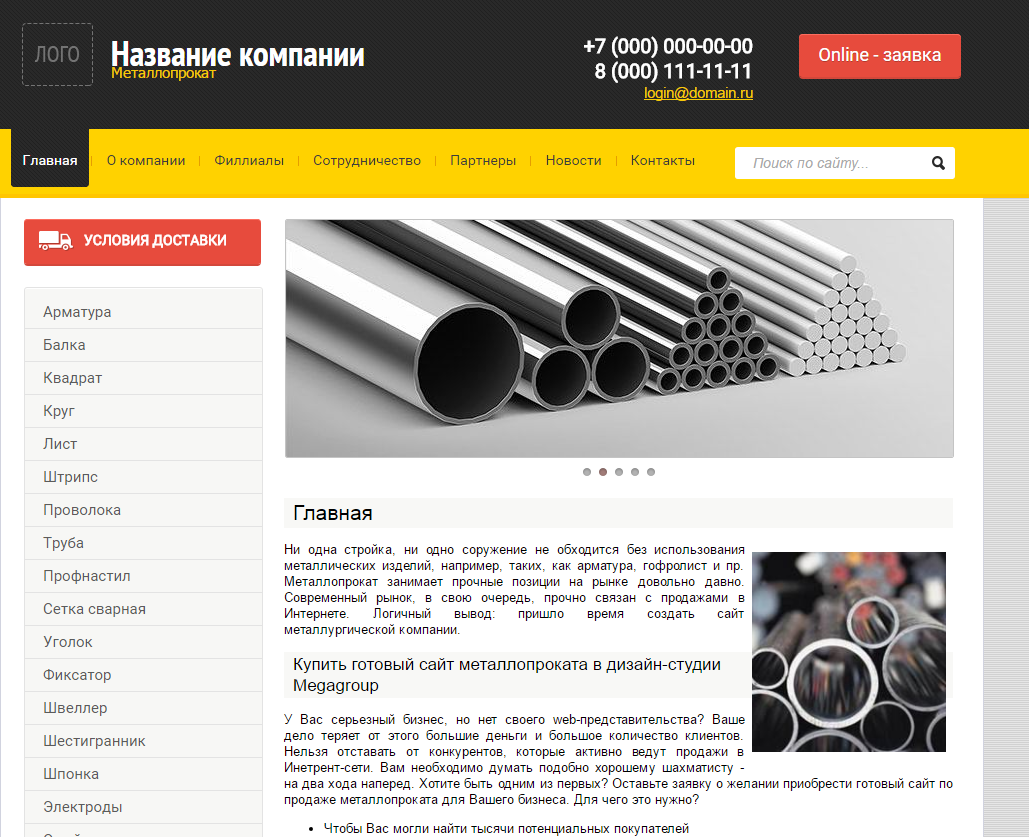 ЛОГО
Название компании
Металлопрокат
+7 (000) 000-00-00
8 (000) 111-11-11
login@domain.ru
Online - заявка
Главная
О компании
Филлиалы
Сотрудничество
Партнеры
Новости
Контакты
Поиск по сайту...
УСЛОВИЯ ДОСТАВКИ
Арматура
Балка
Квадрат
Круг
Лист
Штрипс
Проволока
Труба
Профнастил
Сетка сварная
Уголок
Фиксатор
Швеллер
Шестигранник
Шпонка
Электроды
Главная
Ни одна стройка, ни одно соружение не обходится без использования
металлических изделий, например, таких, как арматура, гофролист и пр.
Металлопрокат занимает прочные позиции на рынке довольно давно.
Современный рынок, в свою очередь, прочно связан с продажами в
Интернете. Логичный вывод: пришло время создать сайт
металлургической компании.
Купить готовый сайт металлопроката в дизайн-студии
Megagroup
У Вас серьезный бизнес, но нет своего web-представительства? Ваше
дело теряет от этого большие деньги и большое количество клиентов.
Нельзя отставать от конкурентов, которые активно ведут продажи в
Инетрент-сети. Вам необходимо думать подобно хорошему шахматисту -
на два хода наперед. Хотите быть одним из первых? Оставьте заявку о желании приобрести готовый сайт по
продаже металлопроката для Вашего бизнеса. Для чего это нужно?
• Чтобы Вас могли найти тысячи потенциальных покупателей